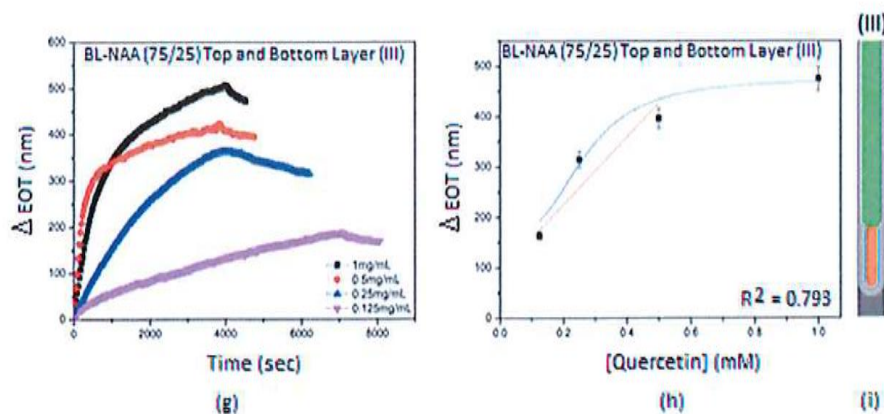 BL-NAA (75/25) Top and Bottom Layer (III)
Δ EOT (nm)
600
500
400
300
200
100
0
1mg/mL
0.5mg/mL
0.25mg/mL
0.125mg/mL
0
2000
4000
6000
8000
Time (sec)
(g)
BL-NAA (75/25) Top and Bottom Layer (III)
Δ EOT (nm)
500
400
300
200
100
0
R² = 0.793
0.0
0.2
0.4
0.6
0.8
1.0
[Quercetin] (mM)
(h)
(III)
(i)